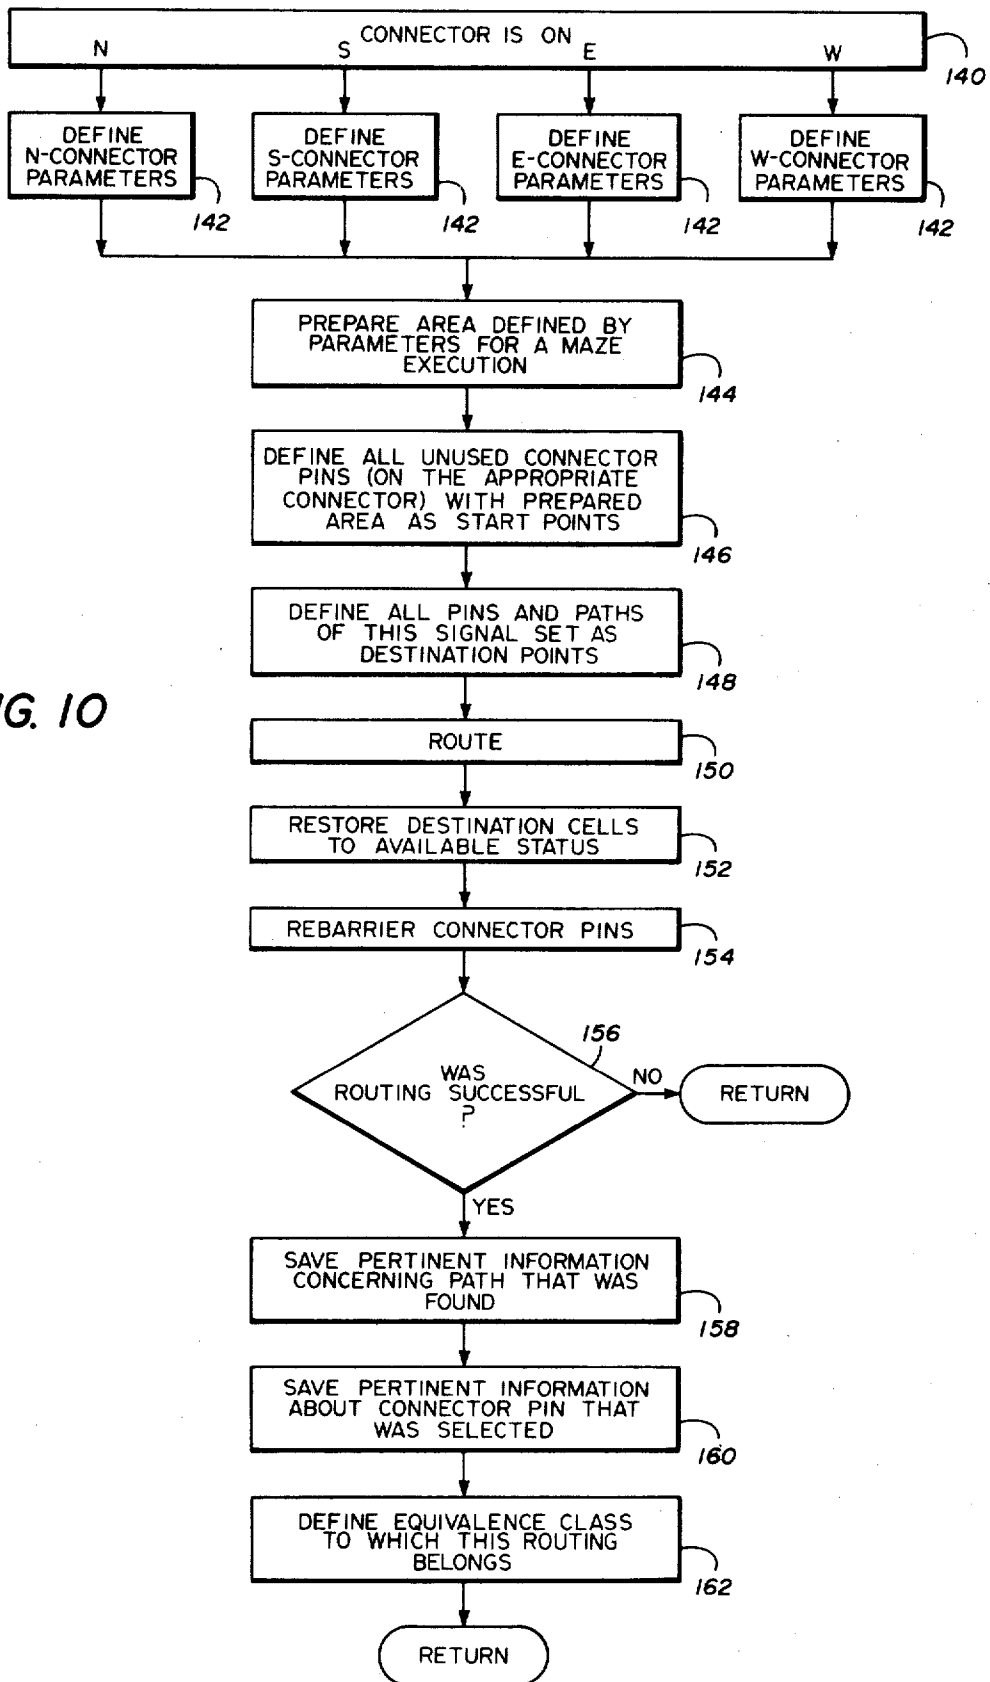 CONNECTOR IS ON
N S E W
140
DEFINE
N-CONNECTOR
PARAMETERS
142
DEFINE
S-CONNECTOR
PARAMETERS
142
DEFINE
E-CONNECTOR
PARAMETERS
142
DEFINE
W-CONNECTOR
PARAMETERS
142
PREPARE AREA DEFINED BY
PARAMETERS FOR A MAZE
EXECUTION
144
DEFINE ALL UNUSED CONNECTOR
PINS (ON THE APPROPRIATE
CONNECTOR) WITH PREPARED
AREA AS START POINTS
146
DEFINE ALL PINS AND PATHS
OF THIS SIGNAL SET AS
DESTINATION POINTS
148
IG. 10
ROUTE
150
RESTORE DESTINATION CELLS
TO AVAILABLE STATUS
152
REBARRIER CONNECTOR PINS
154
156
WAS
ROUTING SUCCESSFUL
?
NO
RETURN
YES
SAVE PERTINENT INFORMATION
CONCERNING PATH THAT WAS
FOUND
158
SAVE PERTINENT INFORMATION
ABOUT CONNECTOR PIN THAT
WAS SELECTED
160
DEFINE EQUIVALENCE CLASS
TO WHICH THIS ROUTING
BELONGS
162
RETURN